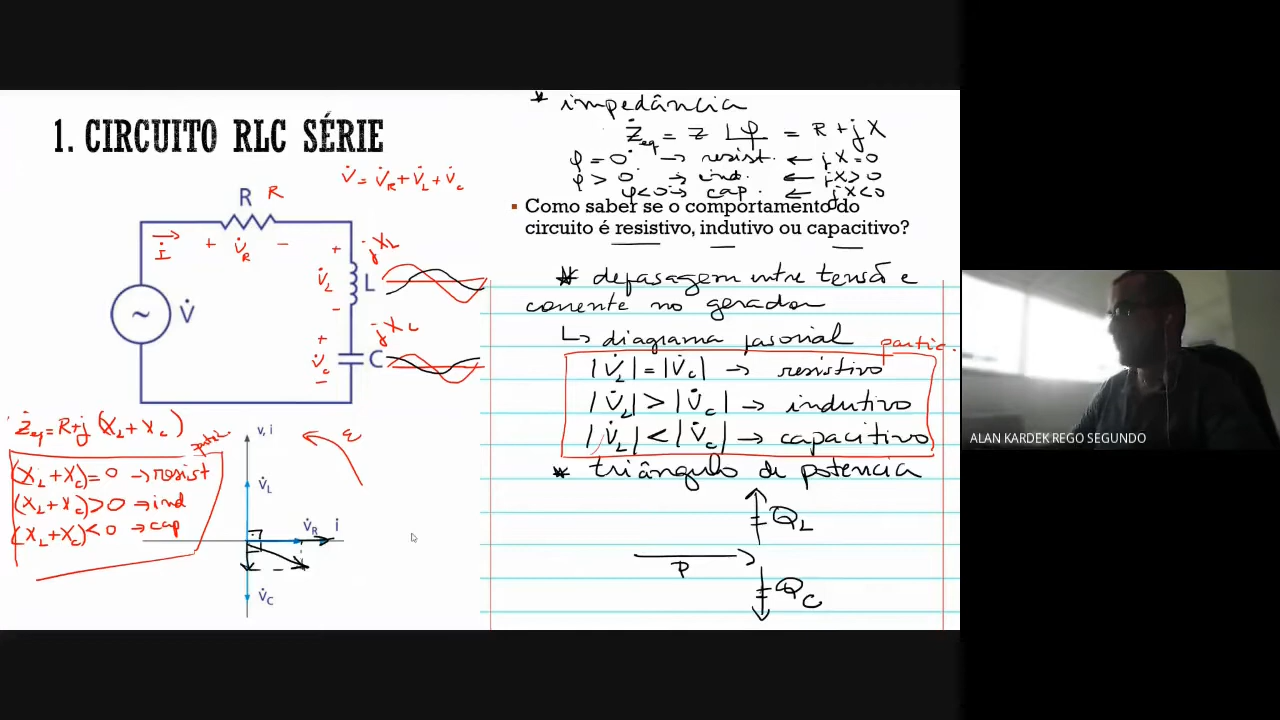 1. CIRCUITO RLC SÉRIE
V̇ = V̇R + V̇L + V̇c
R R
İ
+ V̇R −
+
jXL
V̇L L
−
V̇
+
jXL
V̇c C
−
Żeq = R+j (XL + Xc)
(XL + Xc) = 0 → resist
(XL + Xc) > 0 → ind
(XL + Xc) < 0 → cap
v, i
V̇L
V̇R i
V̇C
* impedância
Żeq = Z ∠φ = R + jX
φ = 0° → resist. ← jX = 0
φ > 0° → ind. ← jX > 0
φ < 0° → cap. ← jX < 0
▪ Como saber se o comportamento do
circuito é resistivo, indutivo ou capacitivo?
* defasagem entre tensão e
corrente no gerador
↳ diagrama fasorial
partic.
|V̇L| = |V̇c| → resistivo
|V̇L| > |V̇c| → indutivo
|V̇L| < |V̇c| → capacitivo
* triângulo de potência
QL
P
QC
ALAN KARDEK REGO SEGUNDO